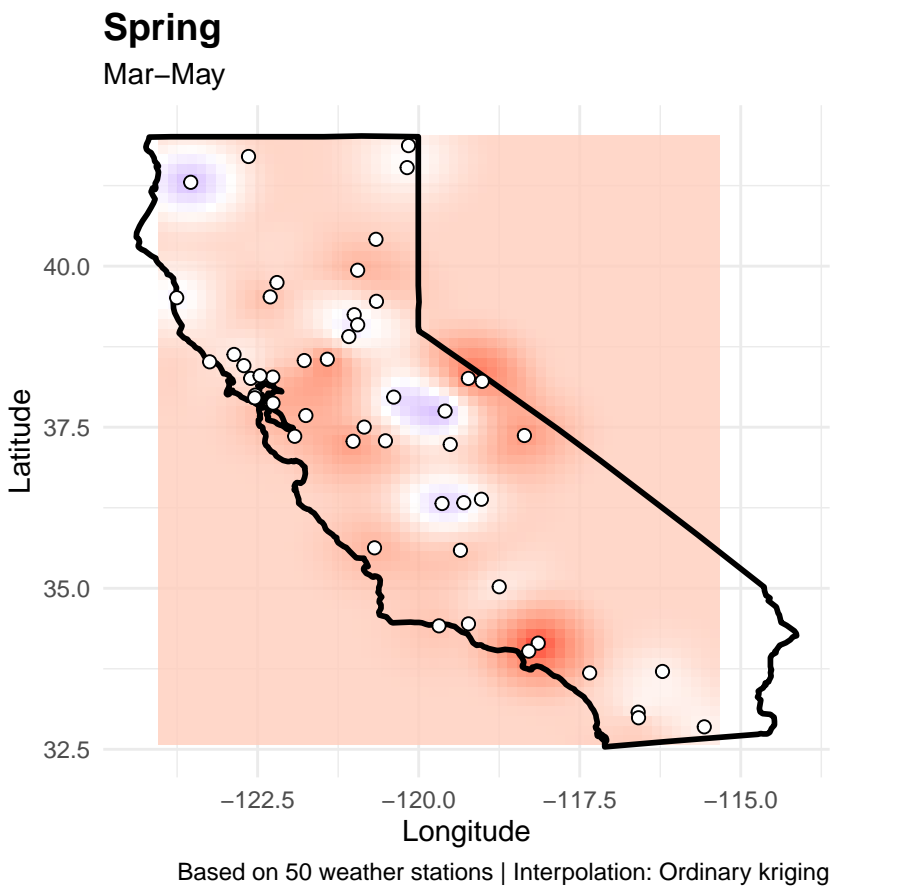 Spring
Mar−May
Latitude
40.0
37.5
35.0
32.5
−122.5
−120.0
−117.5
−115.0
Longitude
Based on 50 weather stations | Interpolation: Ordinary kriging